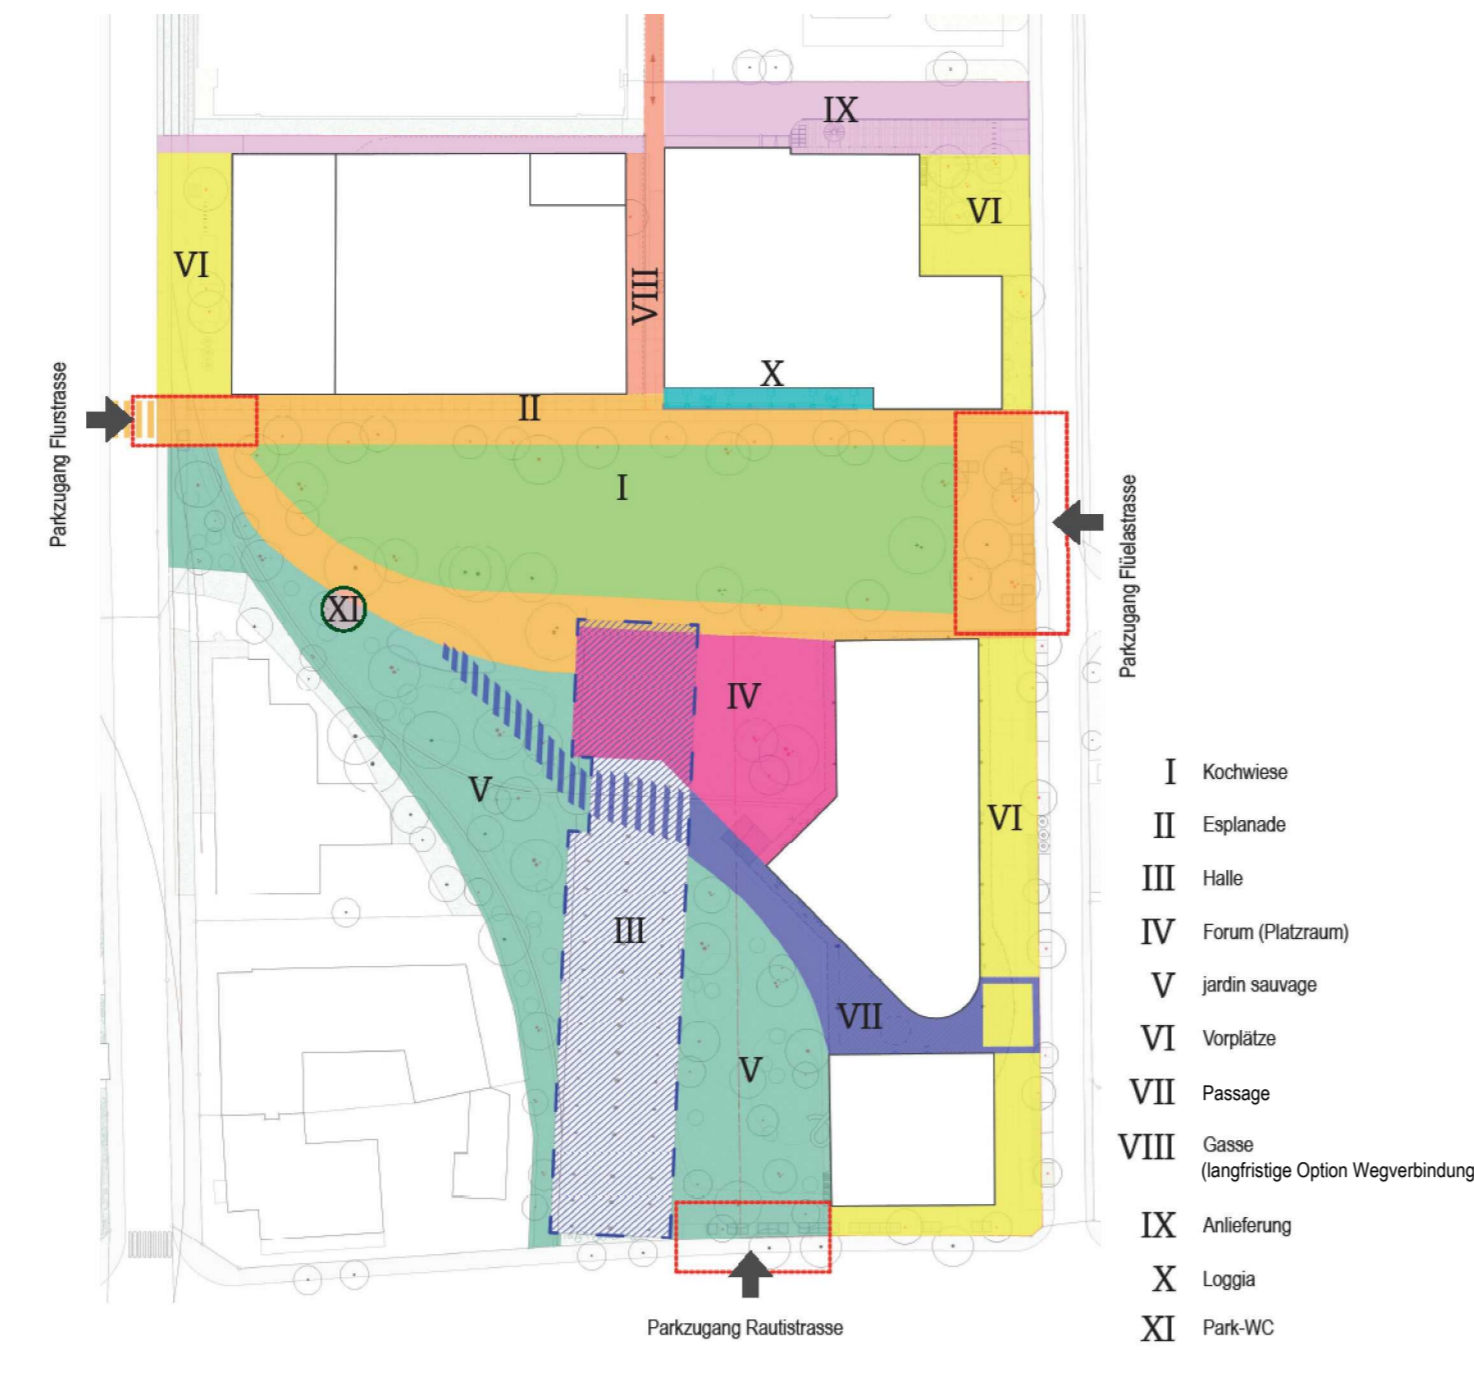 IX
VI
VI
VIII
X
II
Parkzugang Flurstrasse
I
Parkzugang Flüelastrasse
XI
IV
V
VI
III
VII
V
Parkzugang Rautistrasse
I Kochwiese
II Esplanade
III Halle
IV Forum (Platzraum)
V jardin sauvage
VI Vorplätze
VII Passage
VIII Gasse
(langfristige Option Wegverbindung
IX Anlieferung
X Loggia
XI Park-WC